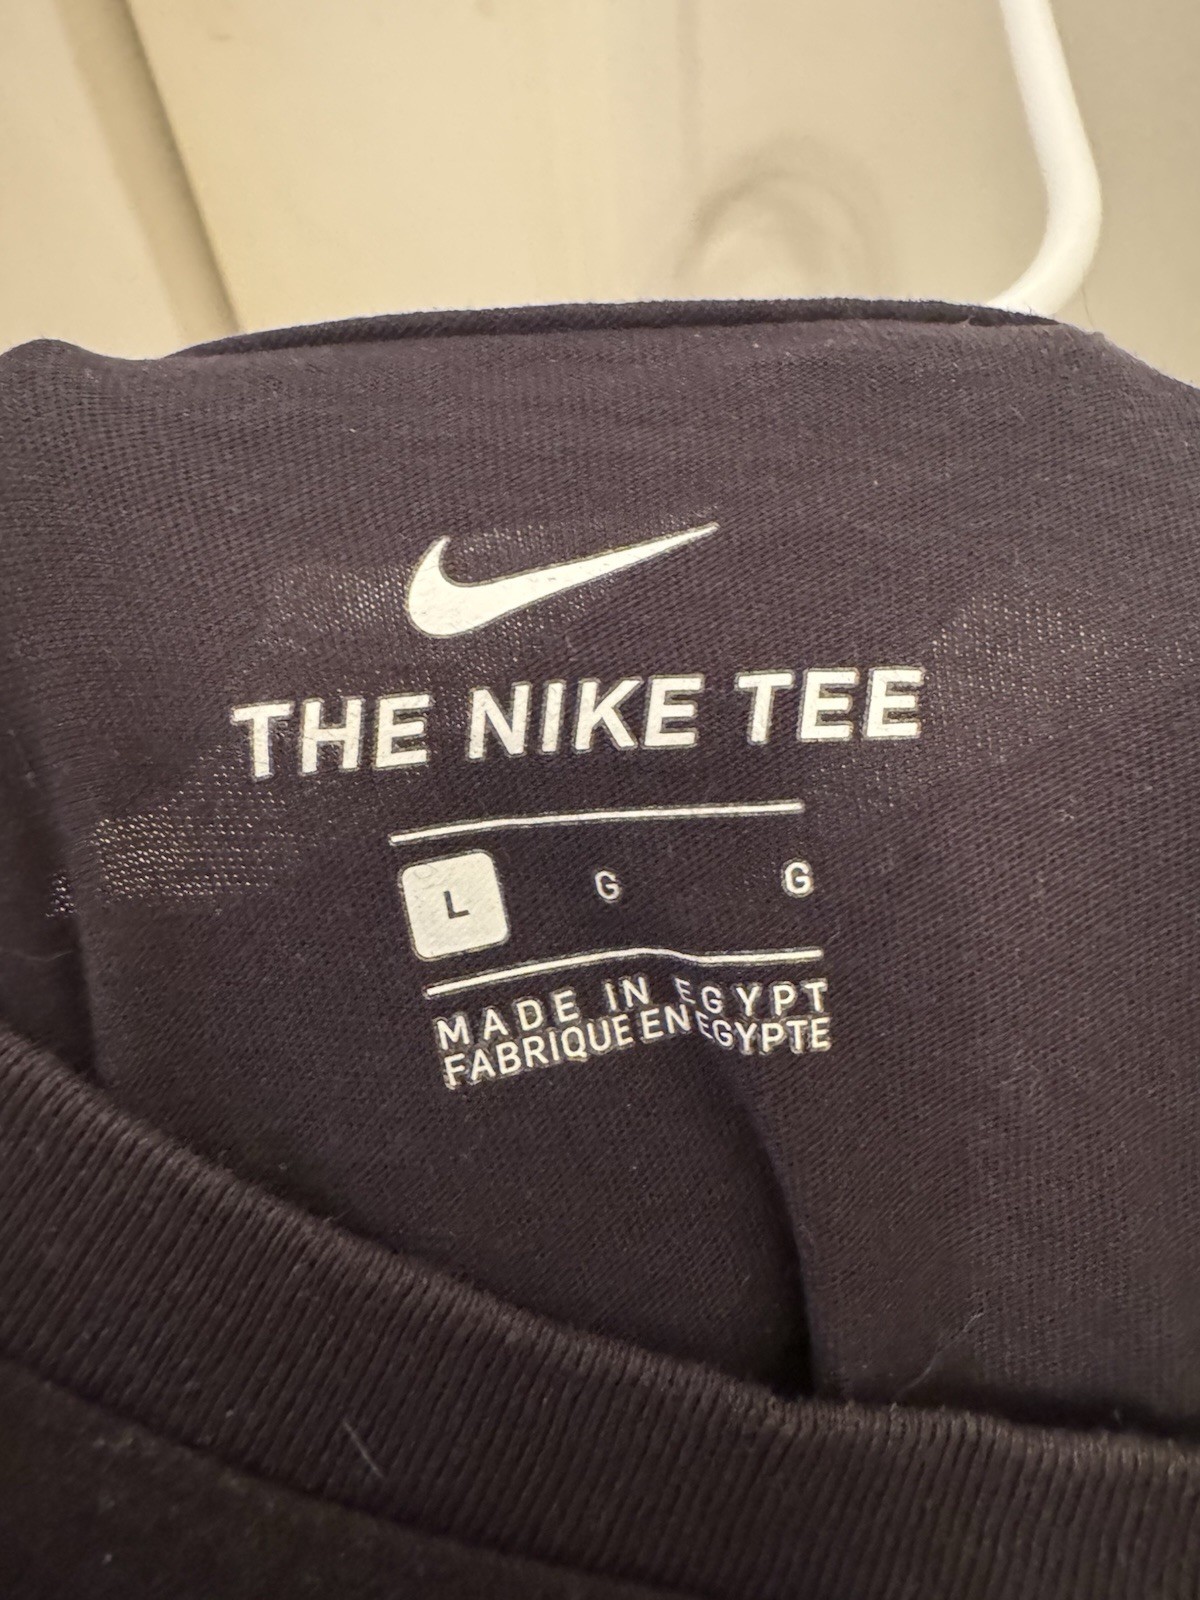 THE NIKE TEE
L G G
MADE IN EGYPT
FABRIQUE EN EGYPTE